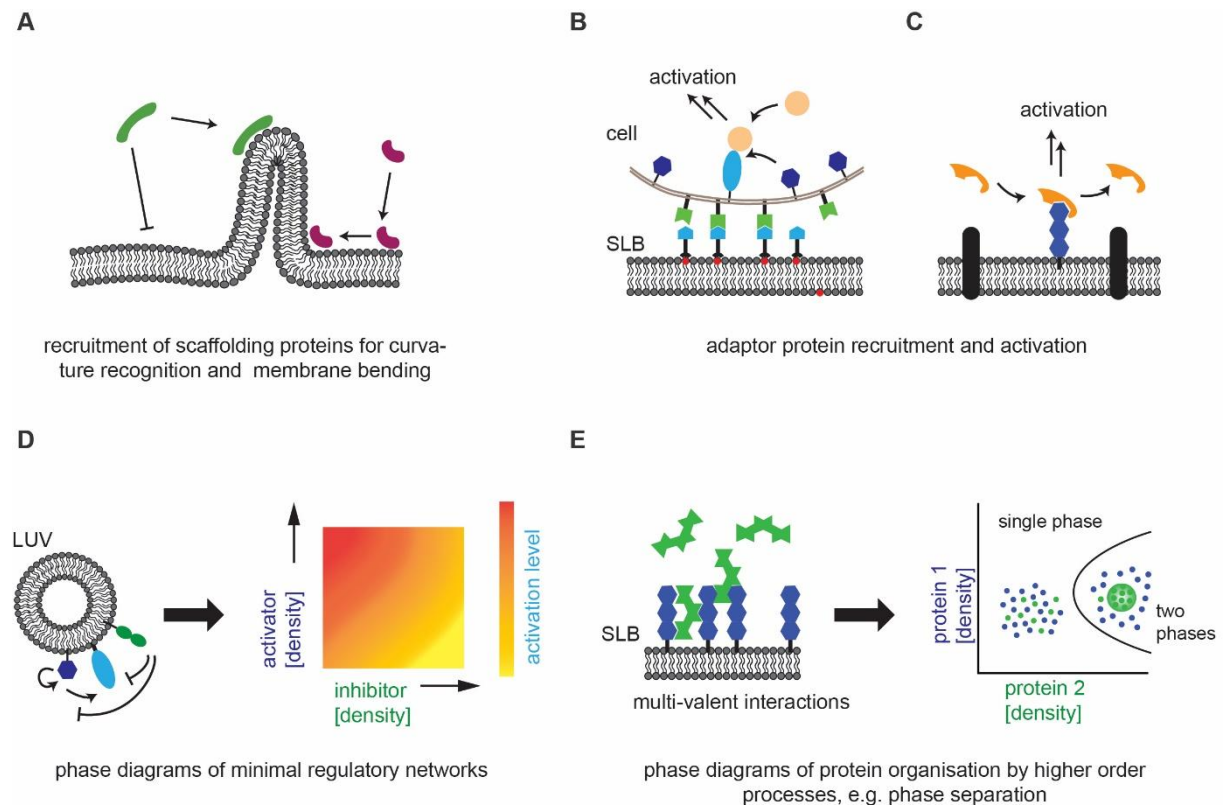 A
recruitment of scaffolding proteins for curva-
ture recognition and membrane bending
B
activation
cell
SLB
C
activation
adaptor protein recruitment and activation
D
LUV
activator
[density]
inhibitor
[density]
activation level
phase diagrams of minimal regulatory networks
E
SLB
multi-valent interactions
protein 1
[density]
single phase
two
phases
protein 2
[density]
phase diagrams of protein organisation by higher order
processes, e.g. phase separation